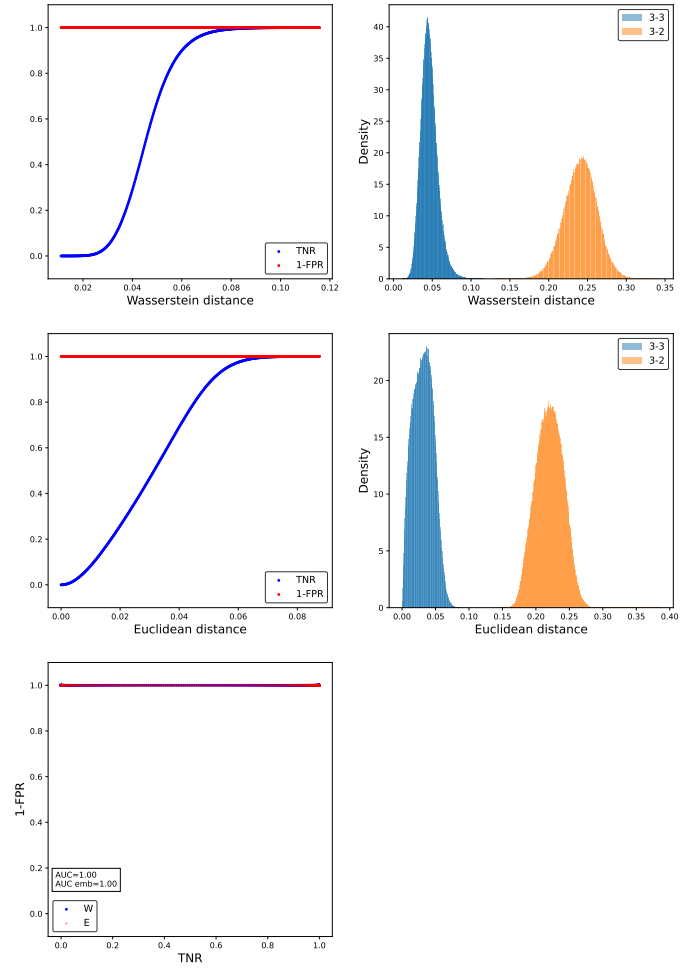 1.0
0.8
0.6
0.4
0.2
0.0
0.02 0.04 0.06 0.08 0.10 0.12
Wasserstein distance
TNR
1-FPR
40
35
30
25
20
15
10
5
0
Density
0.00 0.05 0.10 0.15 0.20 0.25 0.30 0.35
Wasserstein distance
3-3
3-2
1.0
0.8
0.6
0.4
0.2
0.0
0.00 0.02 0.04 0.06 0.08
Euclidean distance
TNR
1-FPR
20
15
10
5
0
Density
0.00 0.05 0.10 0.15 0.20 0.25 0.30 0.35 0.40
Euclidean distance
3-3
3-2
1.0
0.8
0.6
0.4
0.2
0.0
1-FPR
AUC=1.00
AUC emb=1.00
W
E
0.0 0.2 0.4 0.6 0.8 1.0
TNR